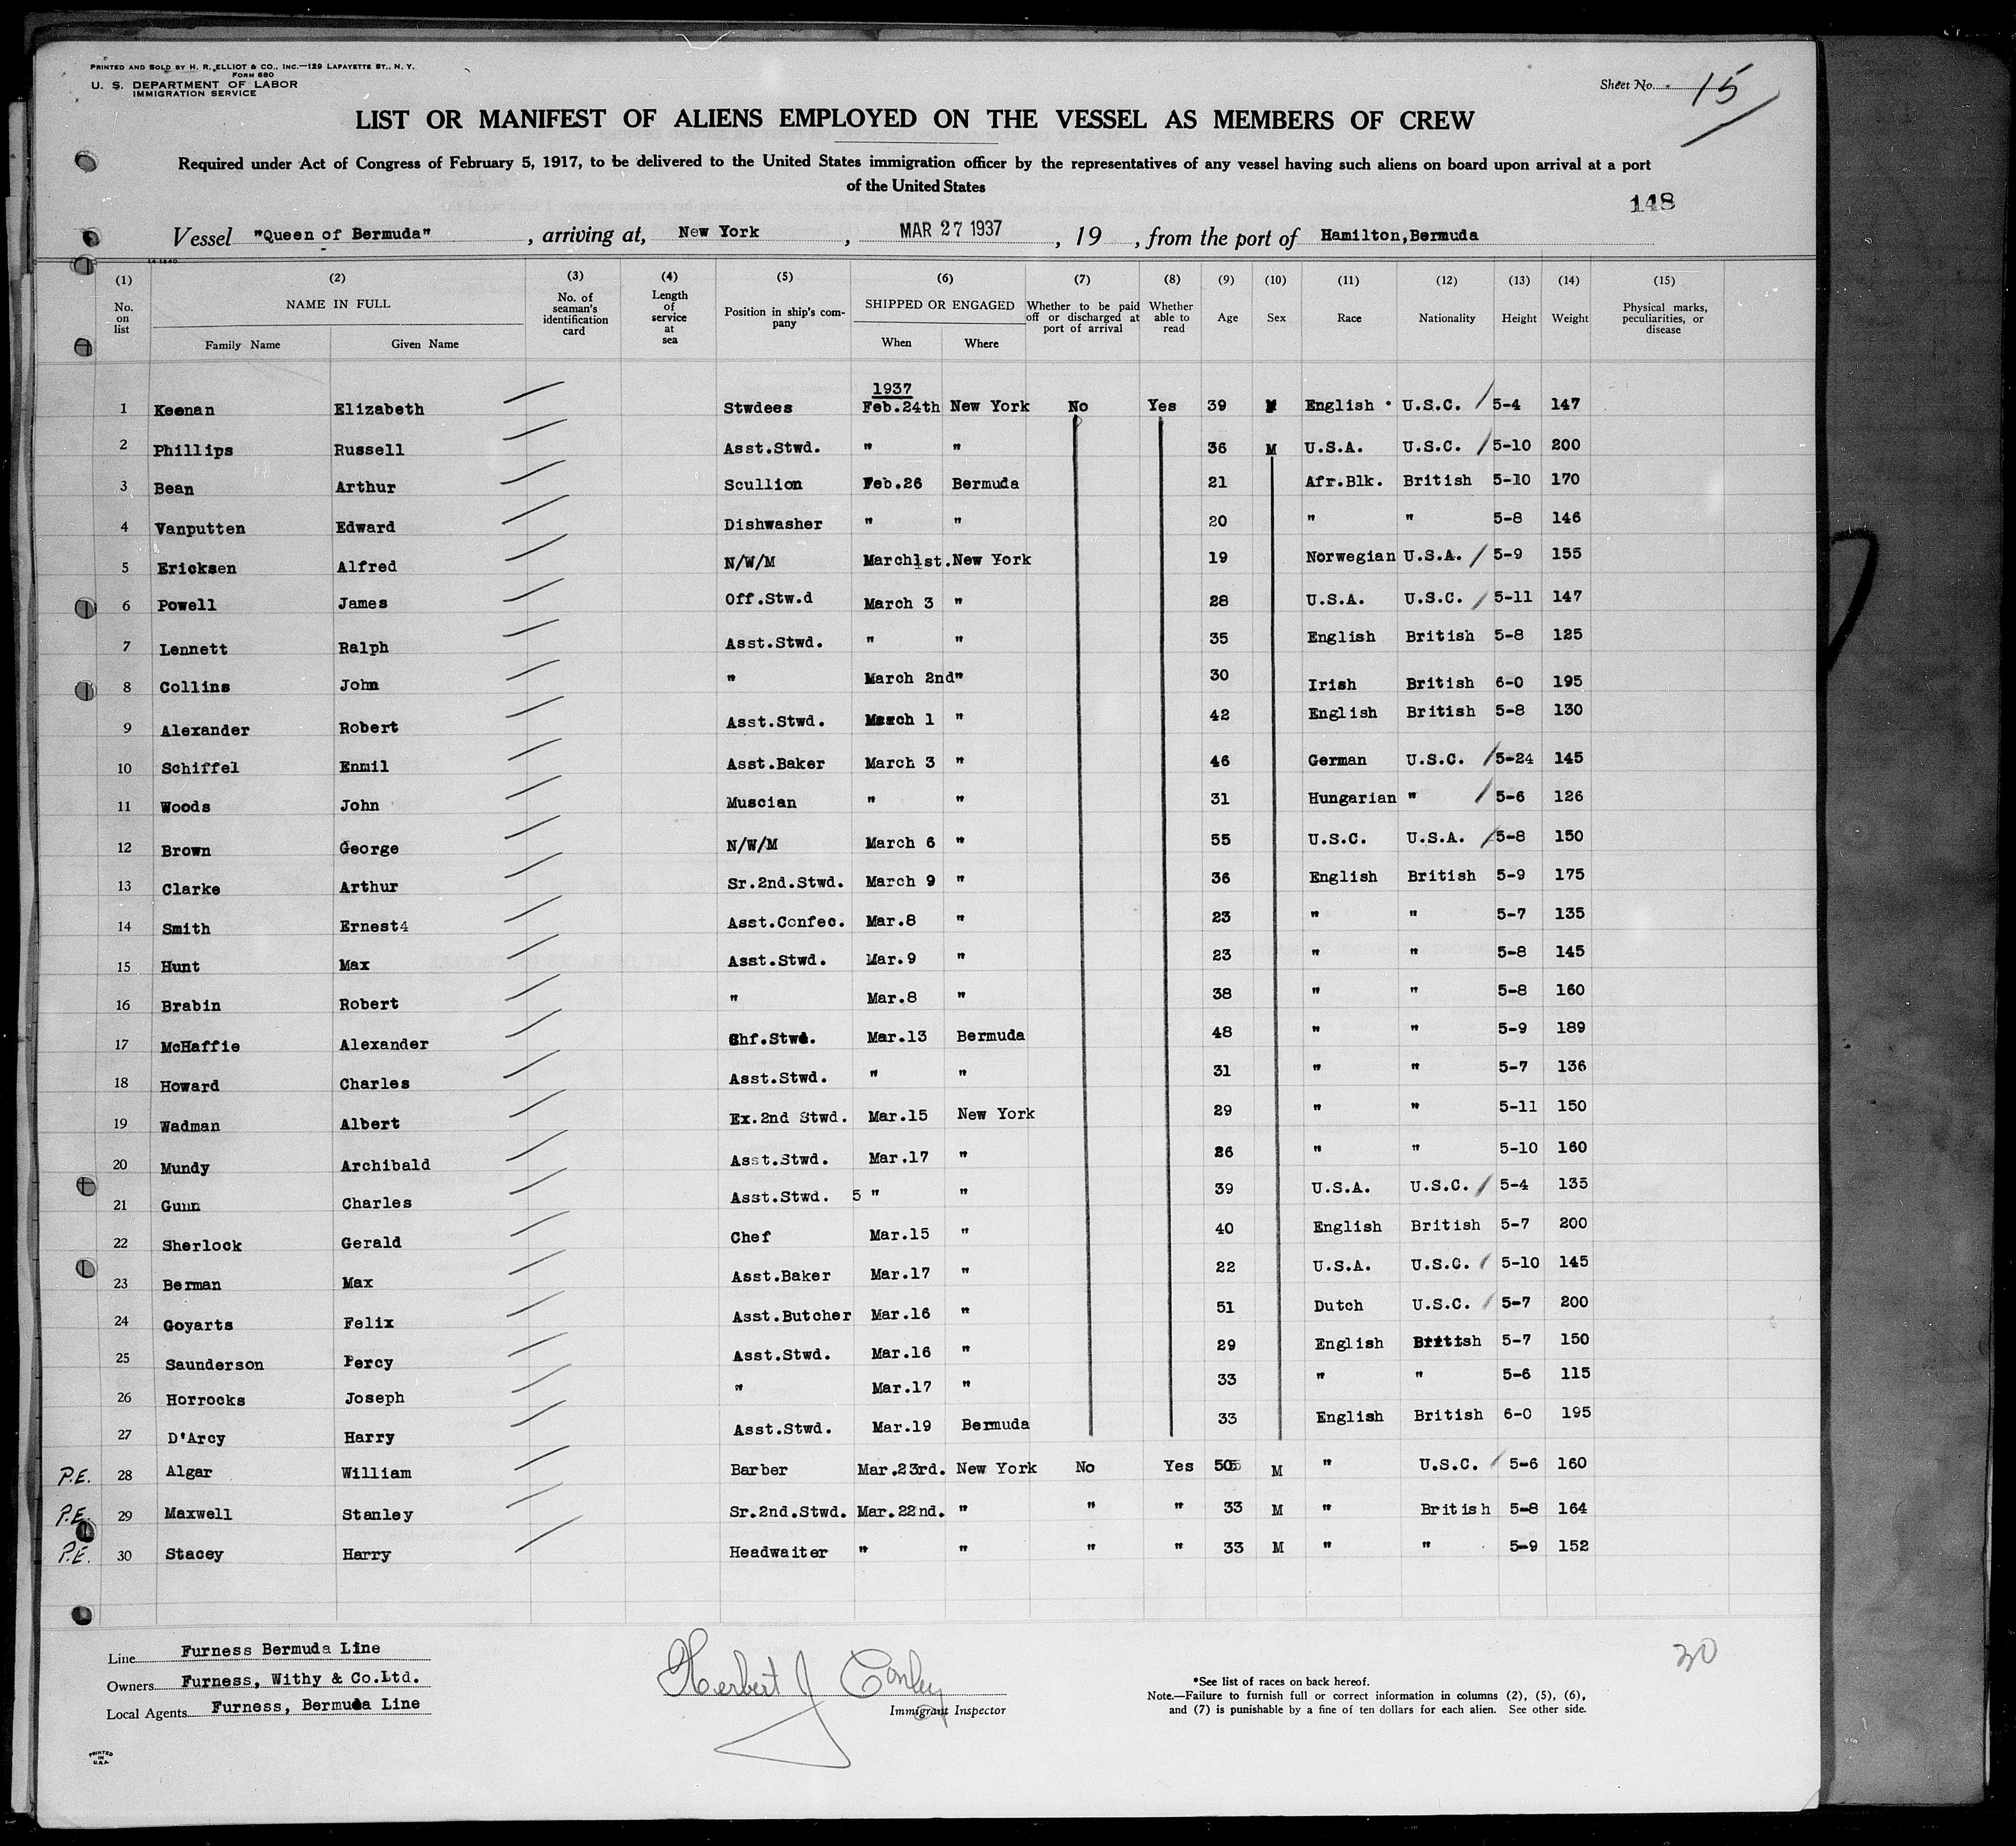 PRINTED AND SOLD BY H. R. ELLIOT & CO., INC.—129 LAFAYETTE ST., N. Y.
FORM 680
U. S. DEPARTMENT OF LABOR
IMMIGRATION SERVICE
Sheet No. 15
LIST OR MANIFEST OF ALIENS EMPLOYED ON THE VESSEL AS MEMBERS OF CREW
Required under Act of Congress of February 5, 1917, to be delivered to the United States immigration officer by the representatives of any vessel having such aliens on board upon arrival at a port
of the United States
148
Vessel "Queen of Bermuda", arriving at, New York, MAR 27 1937, 19 , from the port of Hamilton,Bermuda
(1) (2) (3) (4) (5) (6) (7) (8) (9) (10) (11) (12) (13) (14) (15)
No. on list NAME IN FULL Family Name Given Name No. of seaman's identification card Length of service at sea Position in ship's company SHIPPED OR ENGAGED When Where Whether to be paid off or discharged at port of arrival Whether able to read Age Sex Race Nationality Height Weight Physical marks, peculiarities, or disease
1937
1 Keenan Elizabeth Stwdees Feb.24th New York No Yes 39 English U.S.C. / 5-4 147
2 Phillips Russell Asst.Stwd. " " 36 M U.S.A. U.S.C. / 5-10 200
3 Bean Arthur Scullion Feb.26 Bermuda 21 Afr.Blk. British 5-10 170
4 Vanputten Edward Dishwasher " " 20 " " 5-8 146
5 Ericksen Alfred N/W/M March1st. New York 19 Norwegian U.S.A. / 5-9 155
6 Powell James Off.Stw.d March 3 " 28 U.S.A. U.S.C. / 5-11 147
7 Lennett Ralph Asst.Stwd. " " 35 English British 5-8 125
8 Collins John " March 2nd " 30 Irish British 6-0 195
9 Alexander Robert Asst.Stwd. March 1 " 42 English British 5-8 130
10 Schiffel Enmil Asst.Baker March 3 " 46 German U.S.C. / 5-24 145
11 Woods John Muscian " " 31 Hungarian " / 5-6 126
12 Brown George N/W/M March 6 " 55 U.S.C. U.S.A. / 5-8 150
13 Clarke Arthur Sr.2nd.Stwd. March 9 " 36 English British 5-9 175
14 Smith Ernest4 Asst.Confec. Mar.8 " 23 " " 5-7 135
15 Hunt Max Asst.Stwd. Mar.9 " 23 " " 5-8 145
16 Brabin Robert " Mar.8 " 38 " " 5-8 160
17 McHaffie Alexander Chf.Stwd. Mar.13 Bermuda 48 " " 5-9 189
18 Howard Charles Asst.Stwd. " " 31 " " 5-7 136
19 Wadman Albert Ex.2nd Stwd. Mar.15 New York 29 " " 5-11 150
20 Mundy Archibald Asst.Stwd. Mar.17 " 26 " " 5-10 160
21 Gunn Charles Asst.Stwd. 5 " " 39 U.S.A. U.S.C. / 5-4 135
22 Sherlock Gerald Chef Mar.15 " 40 English British 5-7 200
23 Berman Max Asst.Baker Mar.17 " 22 U.S.A. U.S.C. / 5-10 145
24 Goyarts Felix Asst.Butcher Mar.16 " 51 Dutch U.S.C. / 5-7 200
25 Saunderson Percy Asst.Stwd. Mar.16 " 29 English British 5-7 150
26 Horrocks Joseph " Mar.17 " 33 " " 5-6 115
27 D'Arcy Harry Asst.Stwd. Mar.19 Bermuda 33 English British 6-0 195
P.E. 28 Algar William Barber Mar.23rd. New York No Yes M " U.S.C. / 5-6 160
P.E. 29 Maxwell Stanley Sr.2nd.Stwd. Mar.22nd. " " " 33 M " British 5-8 164
P.E. 30 Stacey Harry Headwaiter " " " " 33 M " " 5-9 152
Line Furness Bermuda Line
Owners Furness, Withy & Co.Ltd.
Local Agents Furness, Bermuda Line
Herbert J Conley
Immigrant Inspector
30
*See list of races on back hereof.
Note.—Failure to furnish full or correct information in columns (2), (5), (6),
and (7) is punishable by a fine of ten dollars for each alien. See other side.
PRINTED
IN
U.S.A.